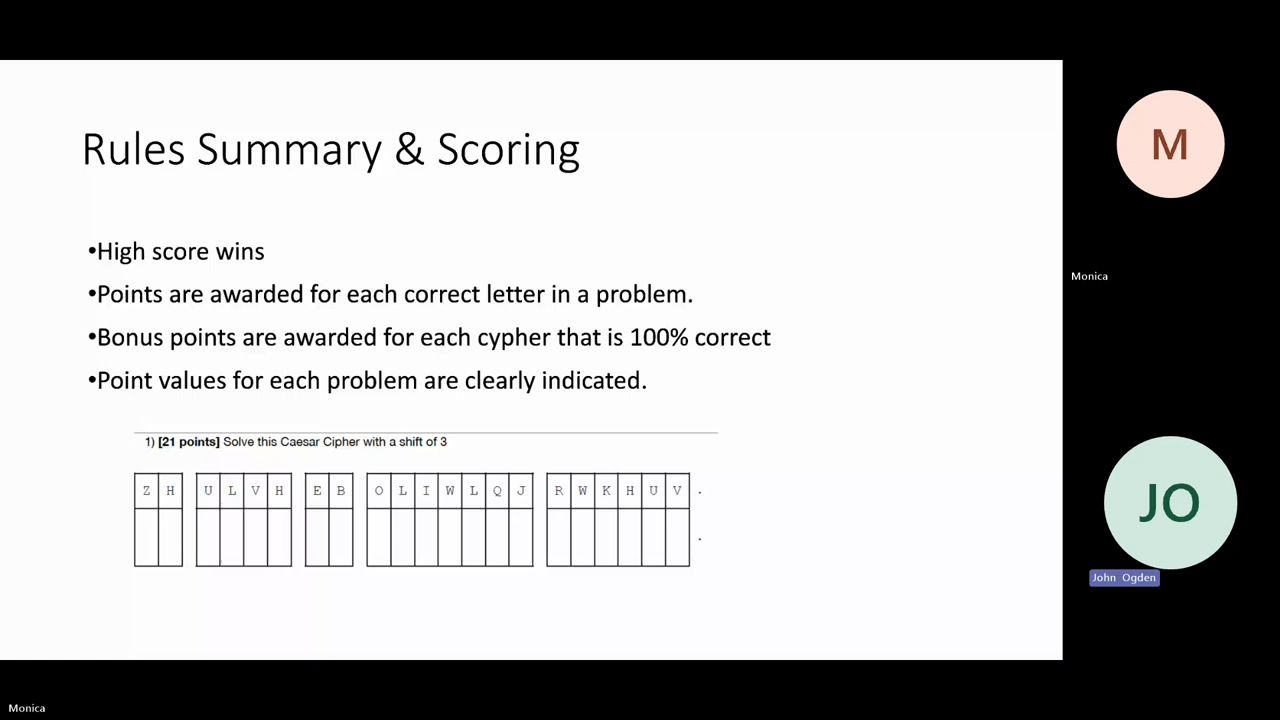 Rules Summary & Scoring
•High score wins
•Points are awarded for each correct letter in a problem.
•Bonus points are awarded for each cypher that is 100% correct
•Point values for each problem are clearly indicated.
1) [21 points] Solve this Caesar Cipher with a shift of 3
Z H U L V H E B O L I W L Q J R W K H U V .
.
M
Monica
JO
John Ogden
Monica